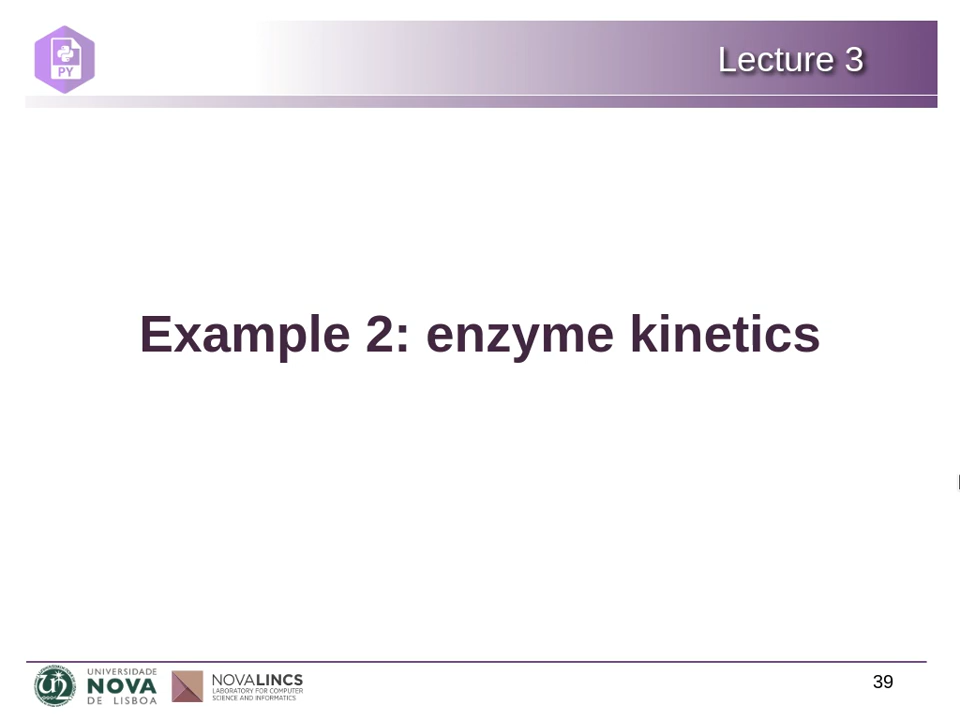 PY
Lecture 3
Example 2: enzyme kinetics
UNIVERSIDADE
NOVA
DE LISBOA
NOVALINCS
LABORATORY FOR COMPUTER
SCIENCE AND INFORMATICS
39